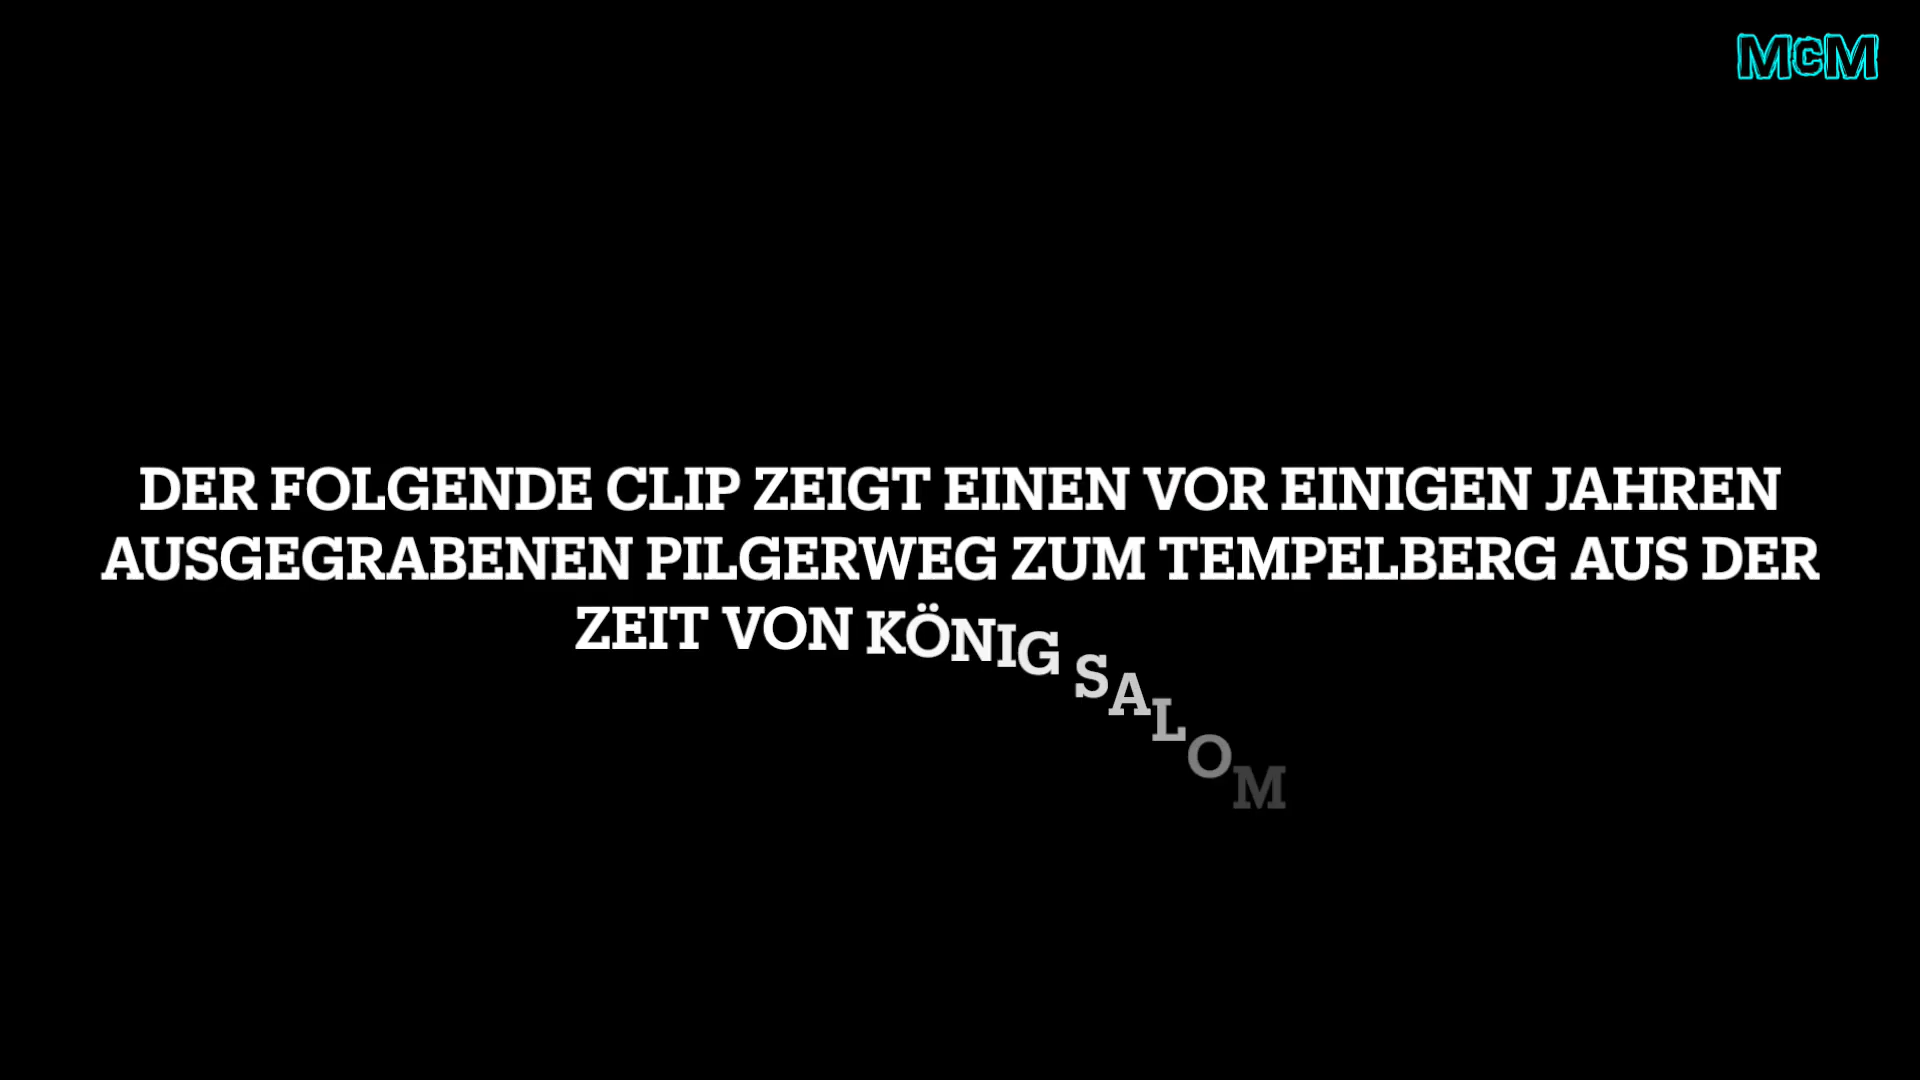 McM
DER FOLGENDE CLIP ZEIGT EINEN VOR EINIGEN JAHREN
AUSGEGRABENEN PILGERWEG ZUM TEMPELBERG AUS DER
ZEIT VON KÖNIG SALOM